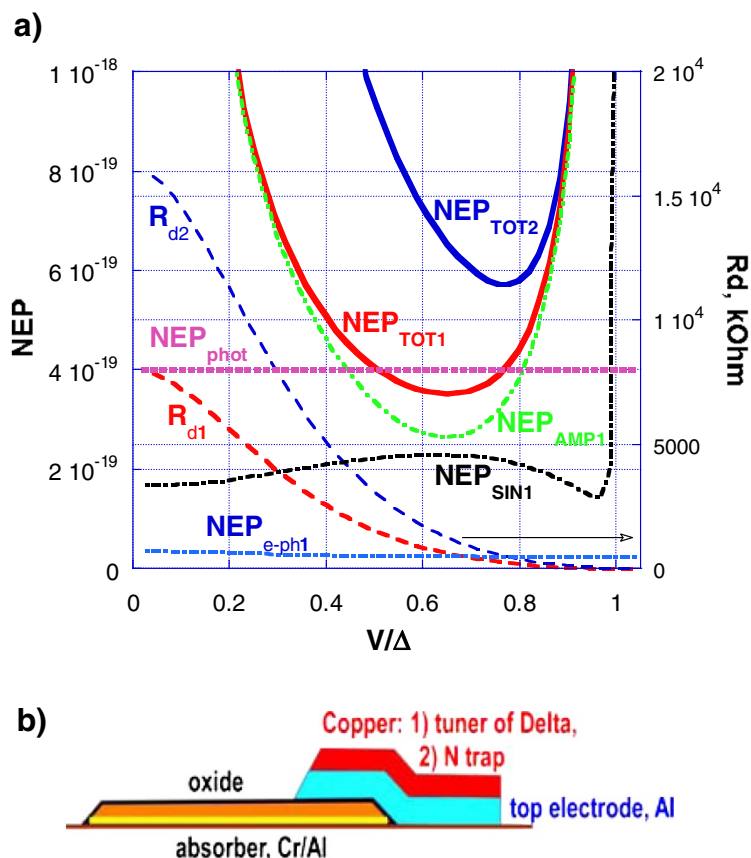 a)
1 10-18
8 10-19
6 10-19
4 10-19
2 10-19
0
NEP
2 104
1.5 104
1 104
5000
0
Rd, kOhm
Rd2
NEPTOT2
NEPphot
NEPTOT1
Rd1
NEPAMP1
NEPSIN1
NEPe-ph1
0 0.2 0.4 0.6 0.8 1
V/Δ
b)
Copper: 1) tuner of Delta,
2) N trap
oxide
top electrode, Al
absorber, Cr/Al